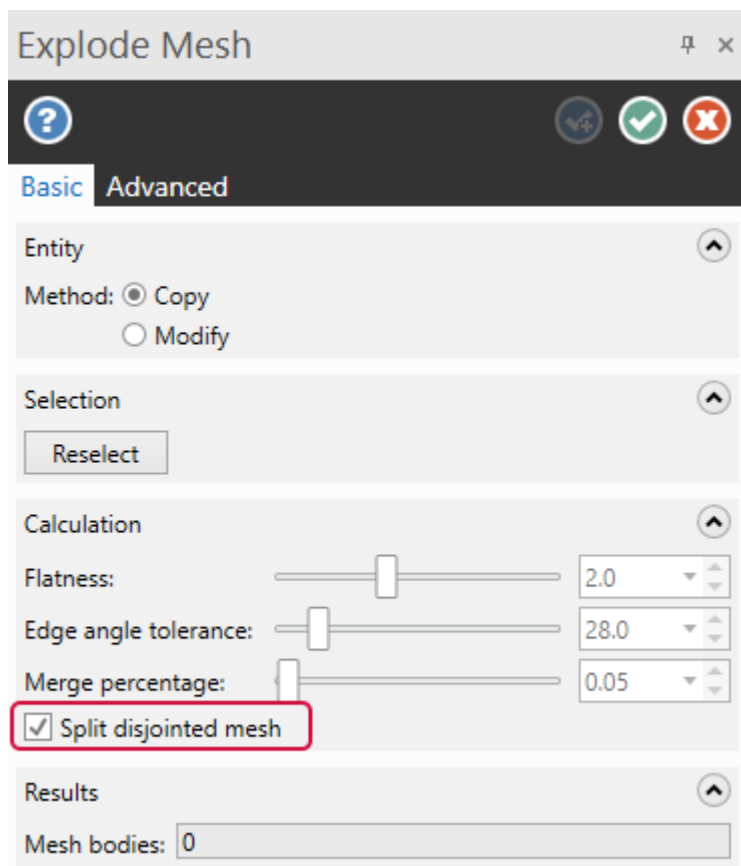 Explode Mesh
Basic Advanced
Entity
Method: Copy
Modify
Selection
Reselect
Calculation
Flatness: 2.0
Edge angle tolerance: 28.0
Merge percentage: 0.05
Split disjointed mesh
Results
Mesh bodies: 0